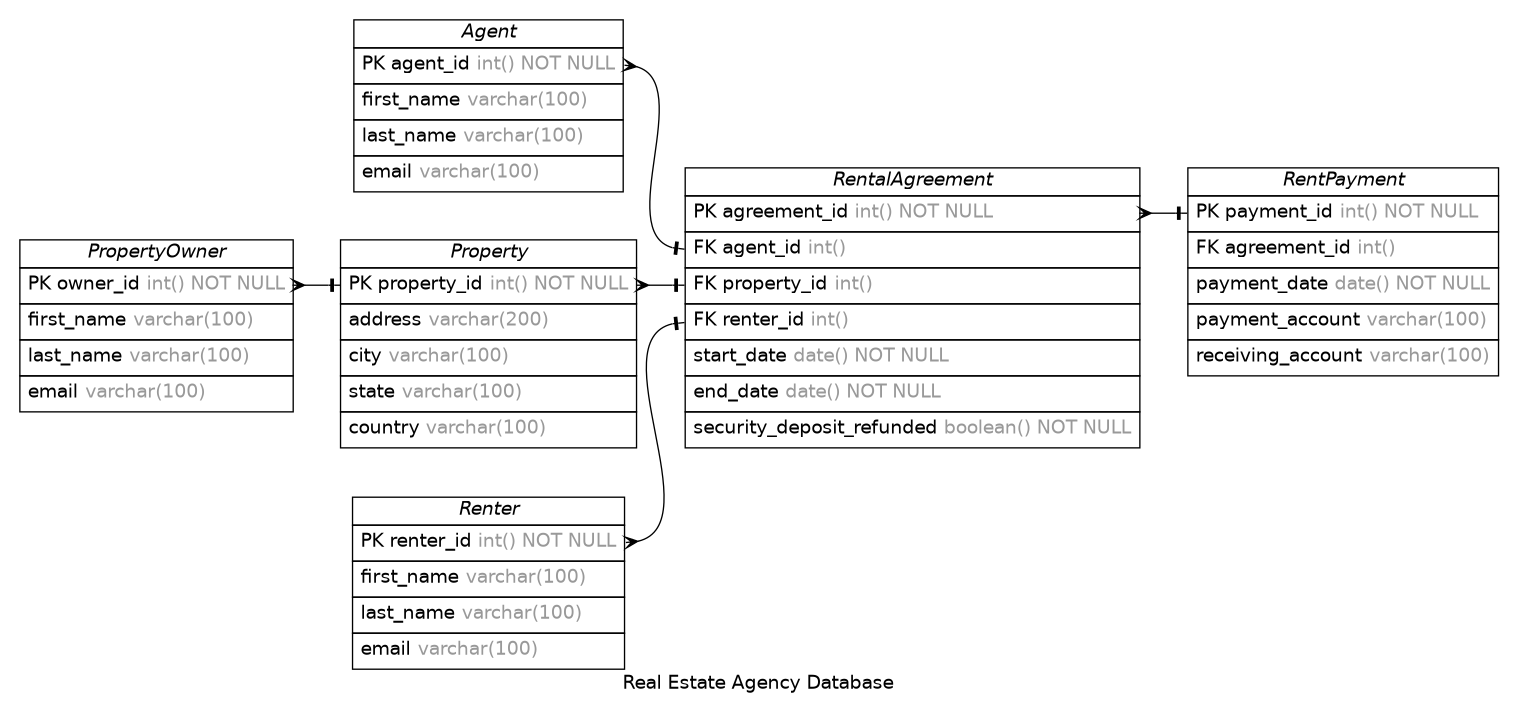 Agent
PK agent_id int() NOT NULL
first_name varchar(100)
last_name varchar(100)
email varchar(100)
PropertyOwner
PK owner_id int() NOT NULL
first_name varchar(100)
last_name varchar(100)
email varchar(100)
Property
PK property_id int() NOT NULL
address varchar(200)
city varchar(100)
state varchar(100)
country varchar(100)
Renter
PK renter_id int() NOT NULL
first_name varchar(100)
last_name varchar(100)
email varchar(100)
RentalAgreement
PK agreement_id int() NOT NULL
FK agent_id int()
FK property_id int()
FK renter_id int()
start_date date() NOT NULL
end_date date() NOT NULL
security_deposit_refunded boolean() NOT NULL
RentPayment
PK payment_id int() NOT NULL
FK agreement_id int()
payment_date date() NOT NULL
payment_account varchar(100)
receiving_account varchar(100)
Real Estate Agency Database